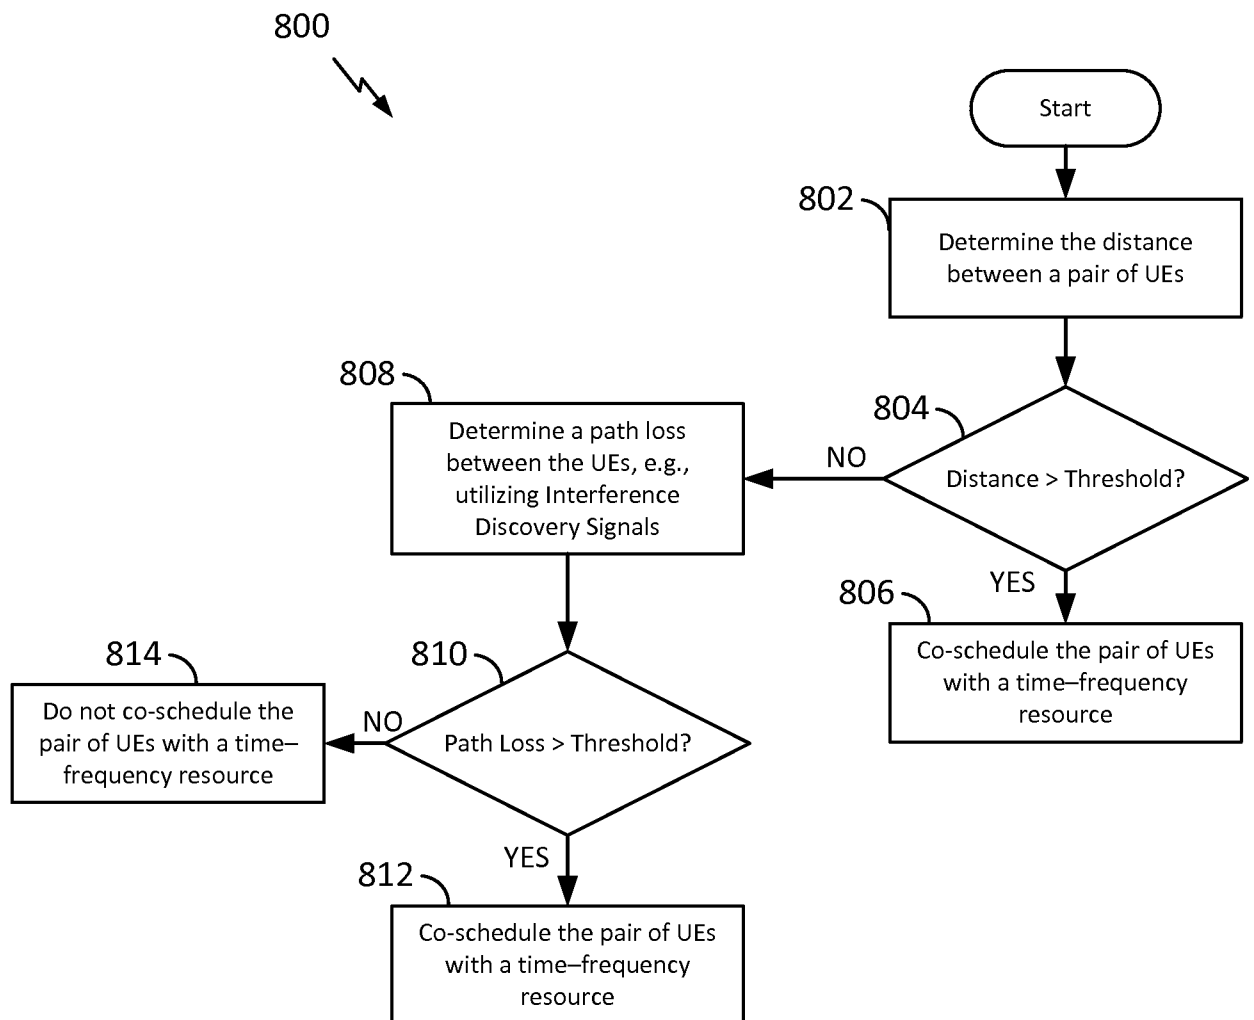 800
Start
802
Determine the distance
between a pair of UEs
804
Distance > Threshold?
NO
YES
806
Co-schedule the pair of UEs
with a time–frequency
resource
808
Determine a path loss
between the UEs, e.g.,
utilizing Interference
Discovery Signals
810
Path Loss > Threshold?
NO
814
Do not co-schedule the
pair of UEs with a time–
frequency resource
YES
812
Co-schedule the pair of UEs
with a time–frequency
resource